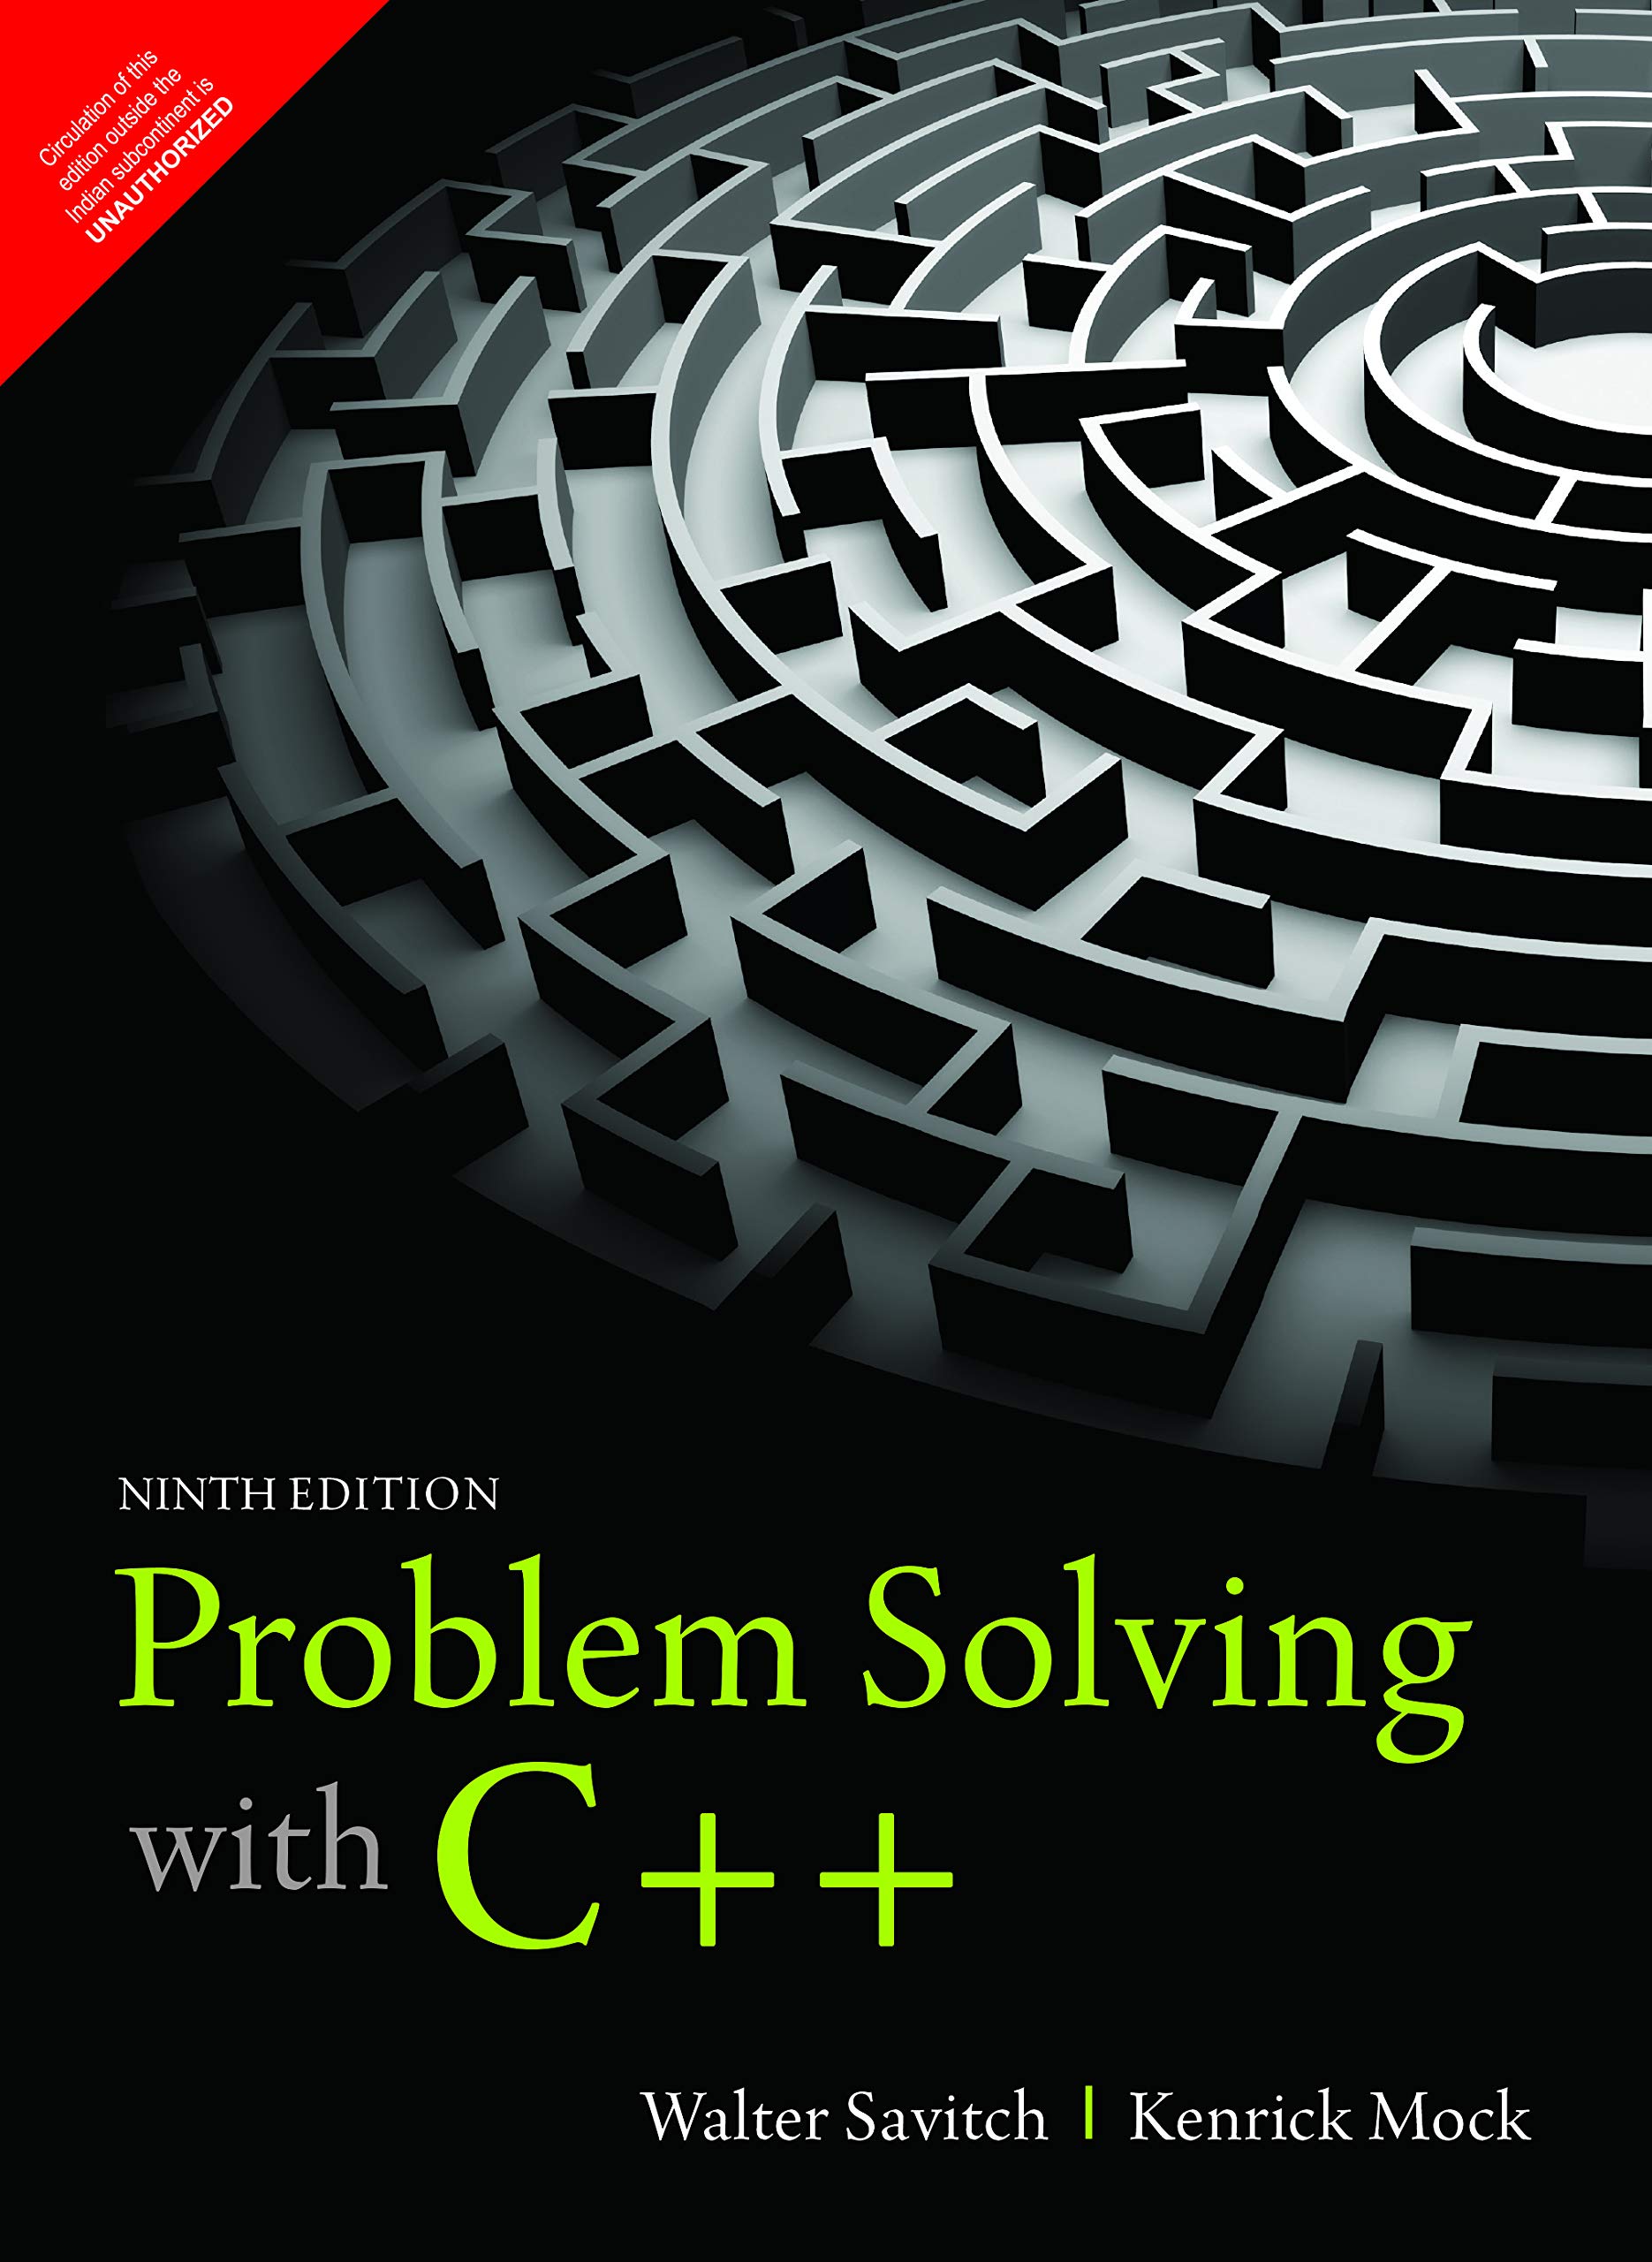 Circulation of this
edition outside the
Indian subcontinent is
UNAUTHORIZED
NINTH EDITION
Problem Solving
with C++
Walter Savitch | Kenrick Mock